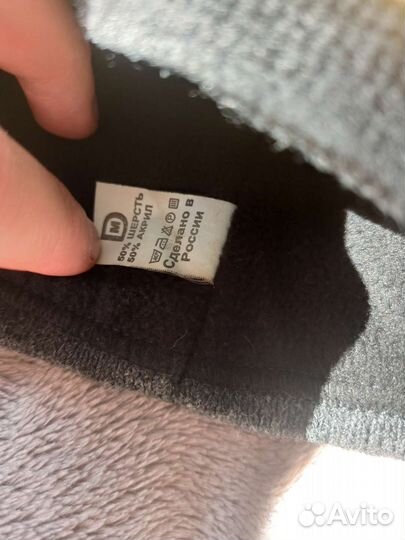 M
50% ШЕРСТЬ
50% АКРИЛ
Сделано в
России
Avito